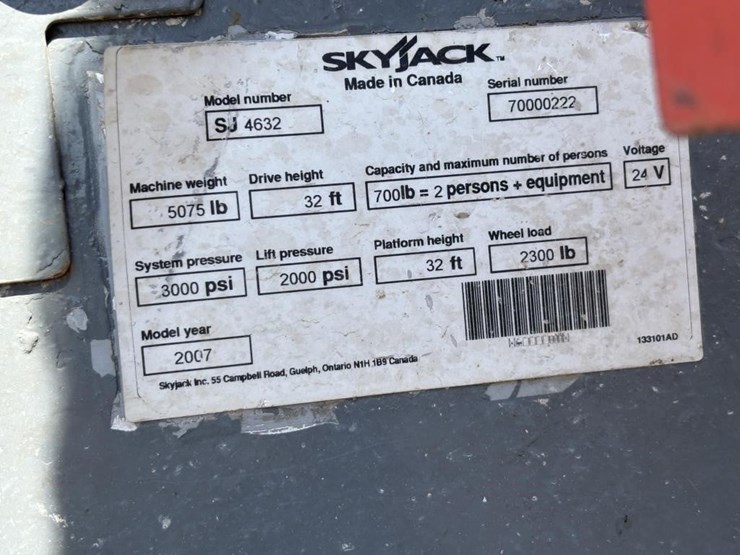 SKYJACK™
Made in Canada
Model number
SJ 4632
Serial number
70000222
Machine weight
5075 lb
Drive height
32 ft
Capacity and maximum number of persons
700lb = 2 persons + equipment
Voltage
24 V
System pressure
3000 psi
Lift pressure
2000 psi
Platform height
32 ft
Wheel load
2300 lb
Model year
2007
133101AD
Skyjack Inc. 55 Campbell Road, Guelph, Ontario N1H 1B9 Canada